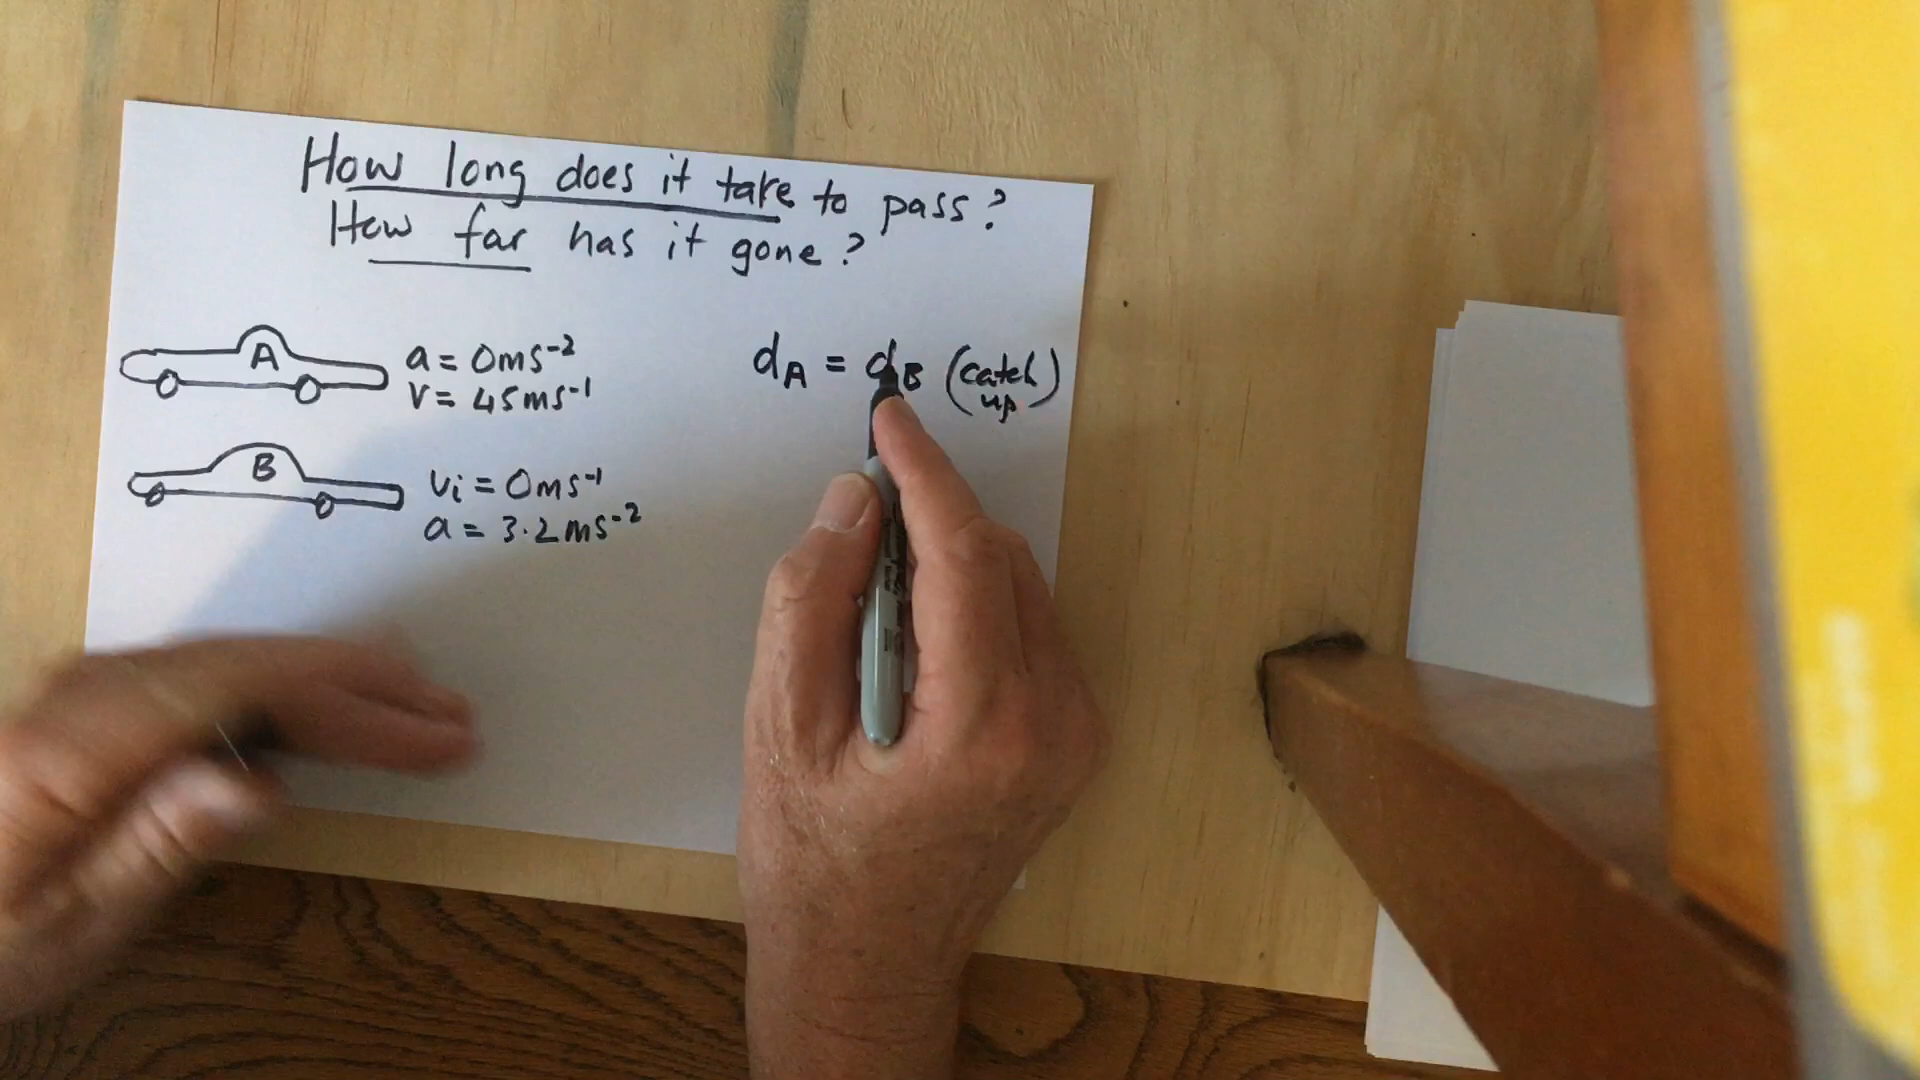 How long does it take to pass?
How far has it gone?
A
a = 0ms⁻²
v = 45ms⁻¹
dA = dB (catch up)
B
vi = 0ms⁻¹
a = 3.2ms⁻²